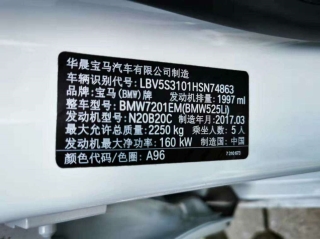 华晨宝马汽车有限公司制造
车辆识别代号: LBV5S3101HSN74863
品牌: 宝马(BMW)牌 发动机排量: 1997 ml
整车型号: BMW7201EM(BMW525Li)
发动机型号: N20B20C 制造年月: 2017.03
最大允许总质量: 2250 kg 乘坐人数: 5 人
发动机最大净功率: 160 kW 制造国: 中国
颜色代号/色圈: A96